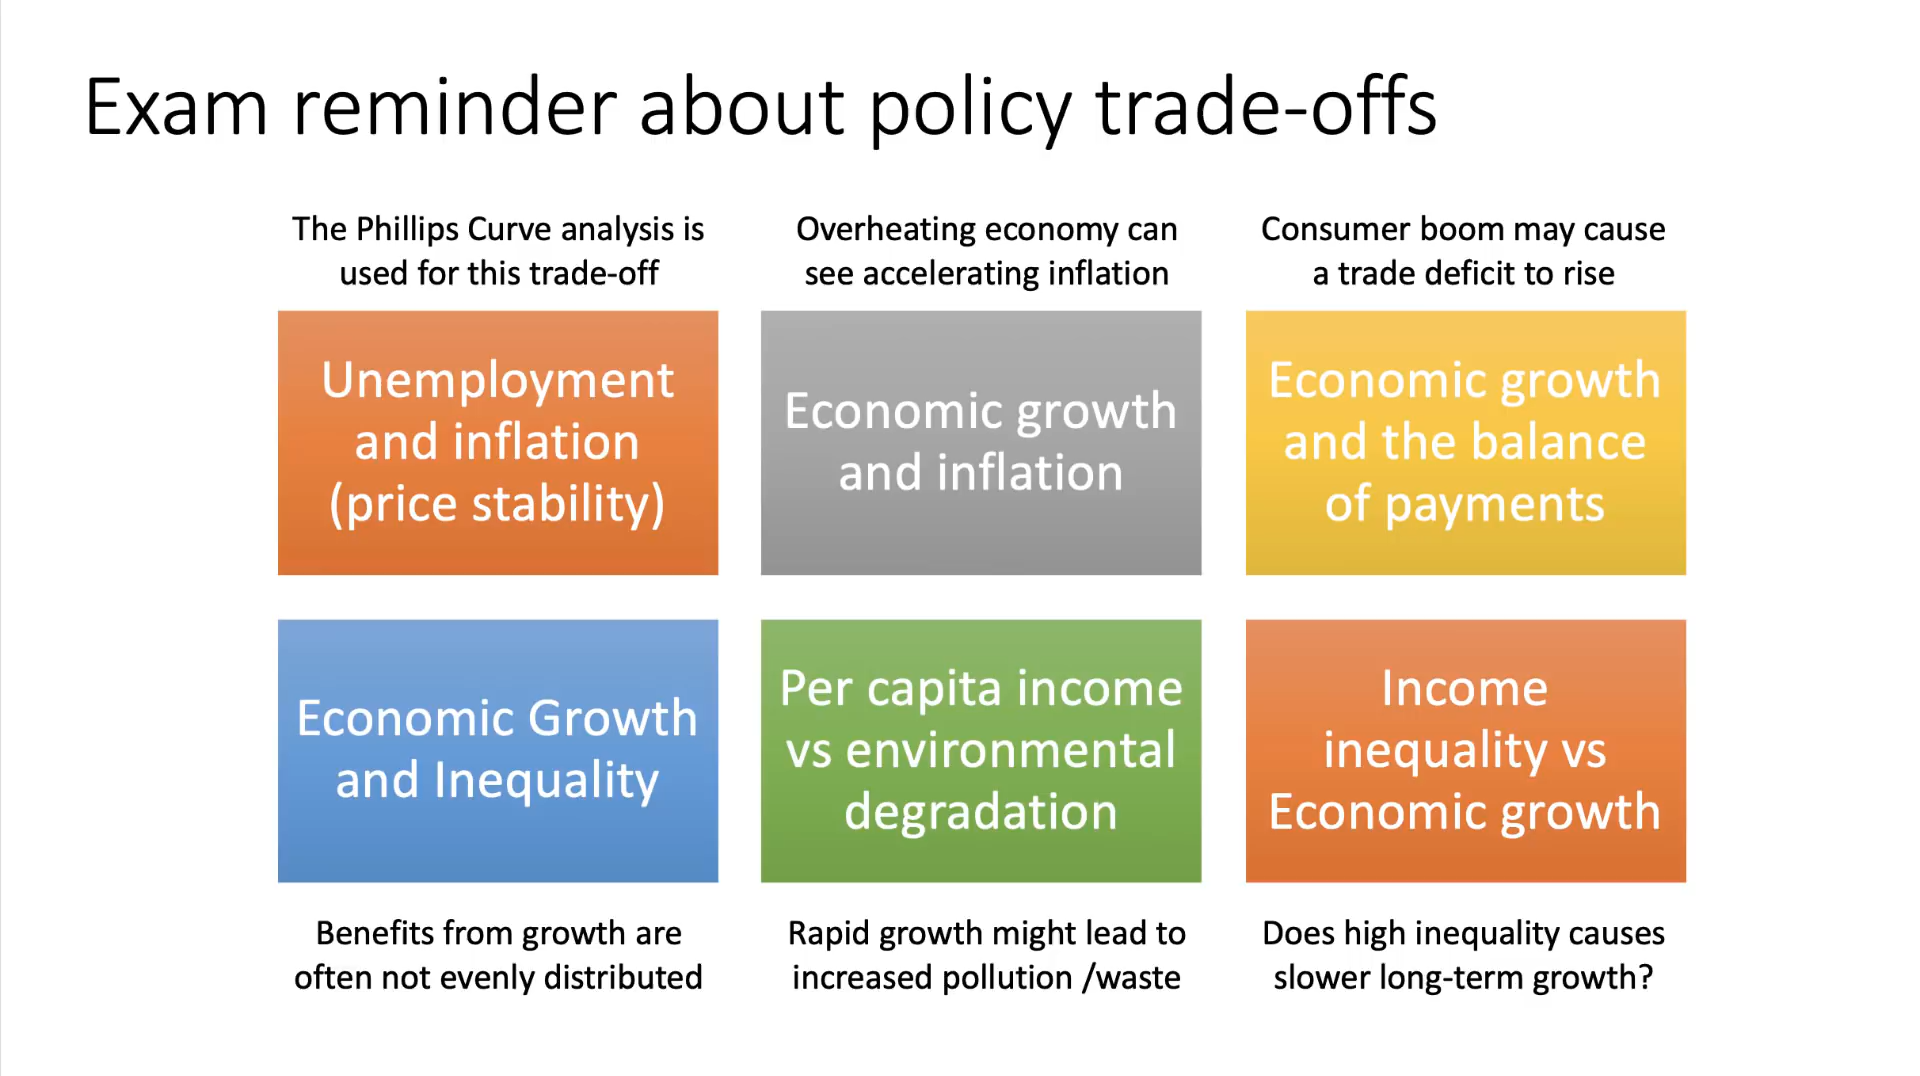 Exam reminder about policy trade-offs
The Phillips Curve analysis is
used for this trade-off
Overheating economy can
see accelerating inflation
Consumer boom may cause
a trade deficit to rise
Unemployment
and inflation
(price stability)
Economic growth
and inflation
Economic growth
and the balance
of payments
Economic Growth
and Inequality
Per capita income
vs environmental
degradation
Income
inequality vs
Economic growth
Benefits from growth are
often not evenly distributed
Rapid growth might lead to
increased pollution /waste
Does high inequality causes
slower long-term growth?